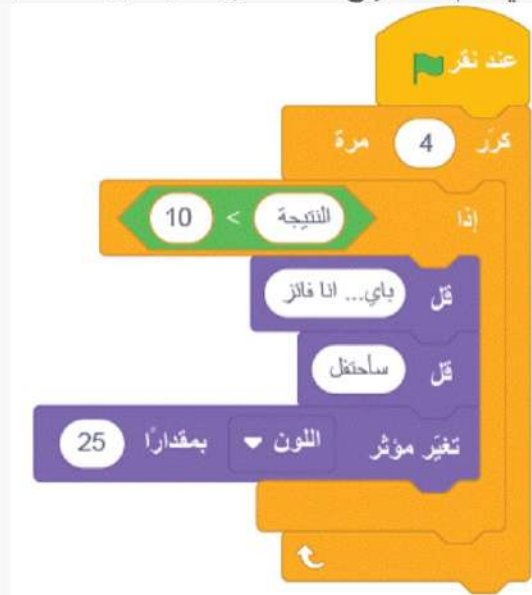 عند نقر
كرّر 4 مرة
إذا النتيجة > 10
قل باي... انا فائز
قل سأحتفل
تغيّر مؤثر اللون بمقدارًا 25